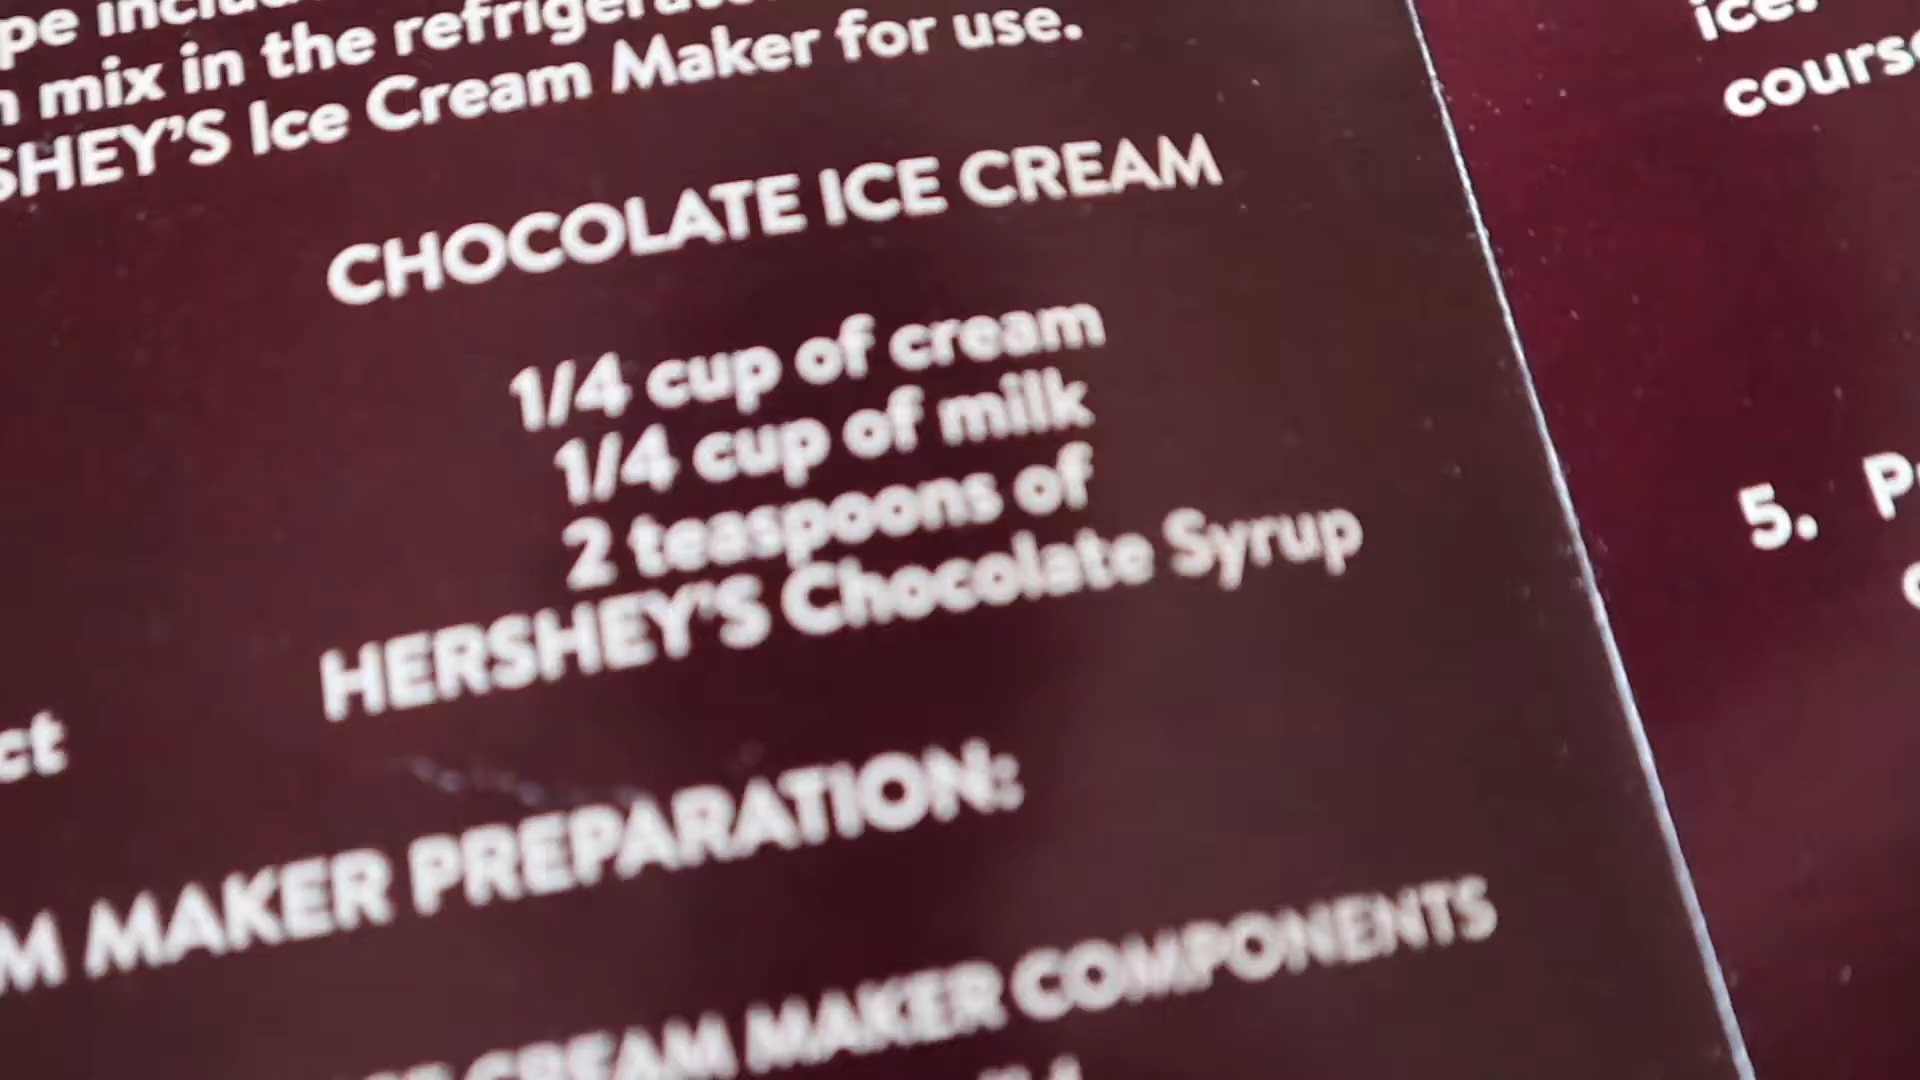 mix in the refrigerat
SHEY'S Ice Cream Maker for use.
CHOCOLATE ICE CREAM
1/4 cup of cream
1/4 cup of milk
2 teaspoons of
HERSHEY'S Chocolate Syrup
ct
M MAKER PREPARATION:
CREAM MAKER COMPONENTS
ice.
course
5.